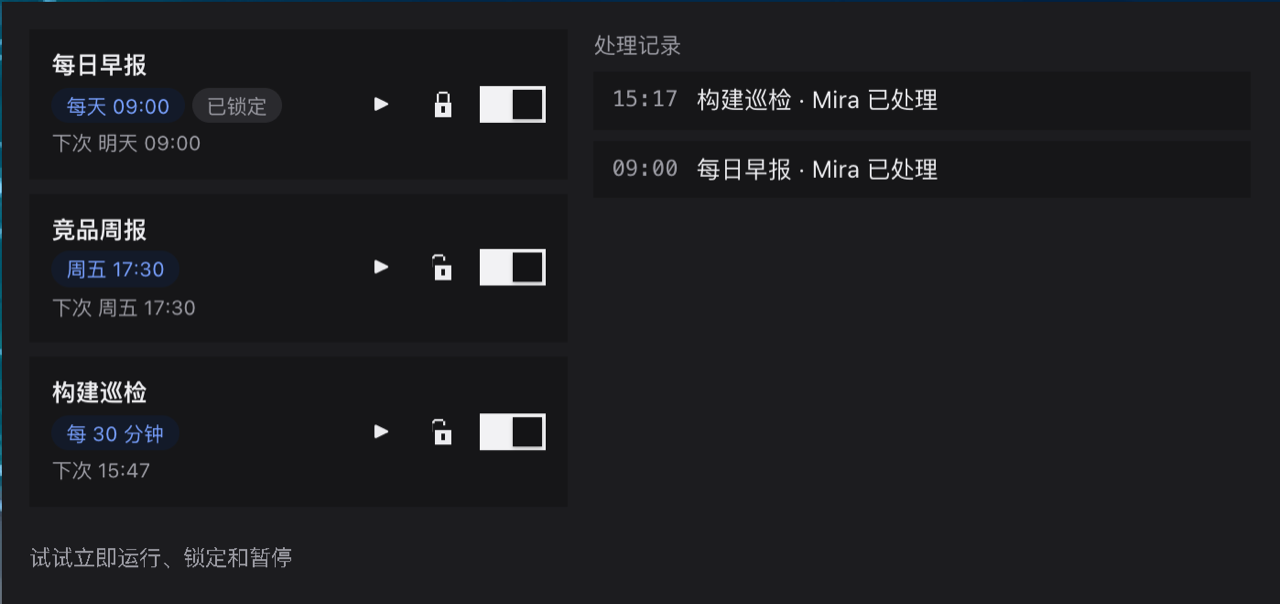 每日早报
每天 09:00 已锁定
下次 明天 09:00
竞品周报
周五 17:30
下次 周五 17:30
构建巡检
每 30 分钟
下次 15:47
试试立即运行、锁定和暂停
处理记录
15:17 构建巡检 · Mira 已处理
09:00 每日早报 · Mira 已处理